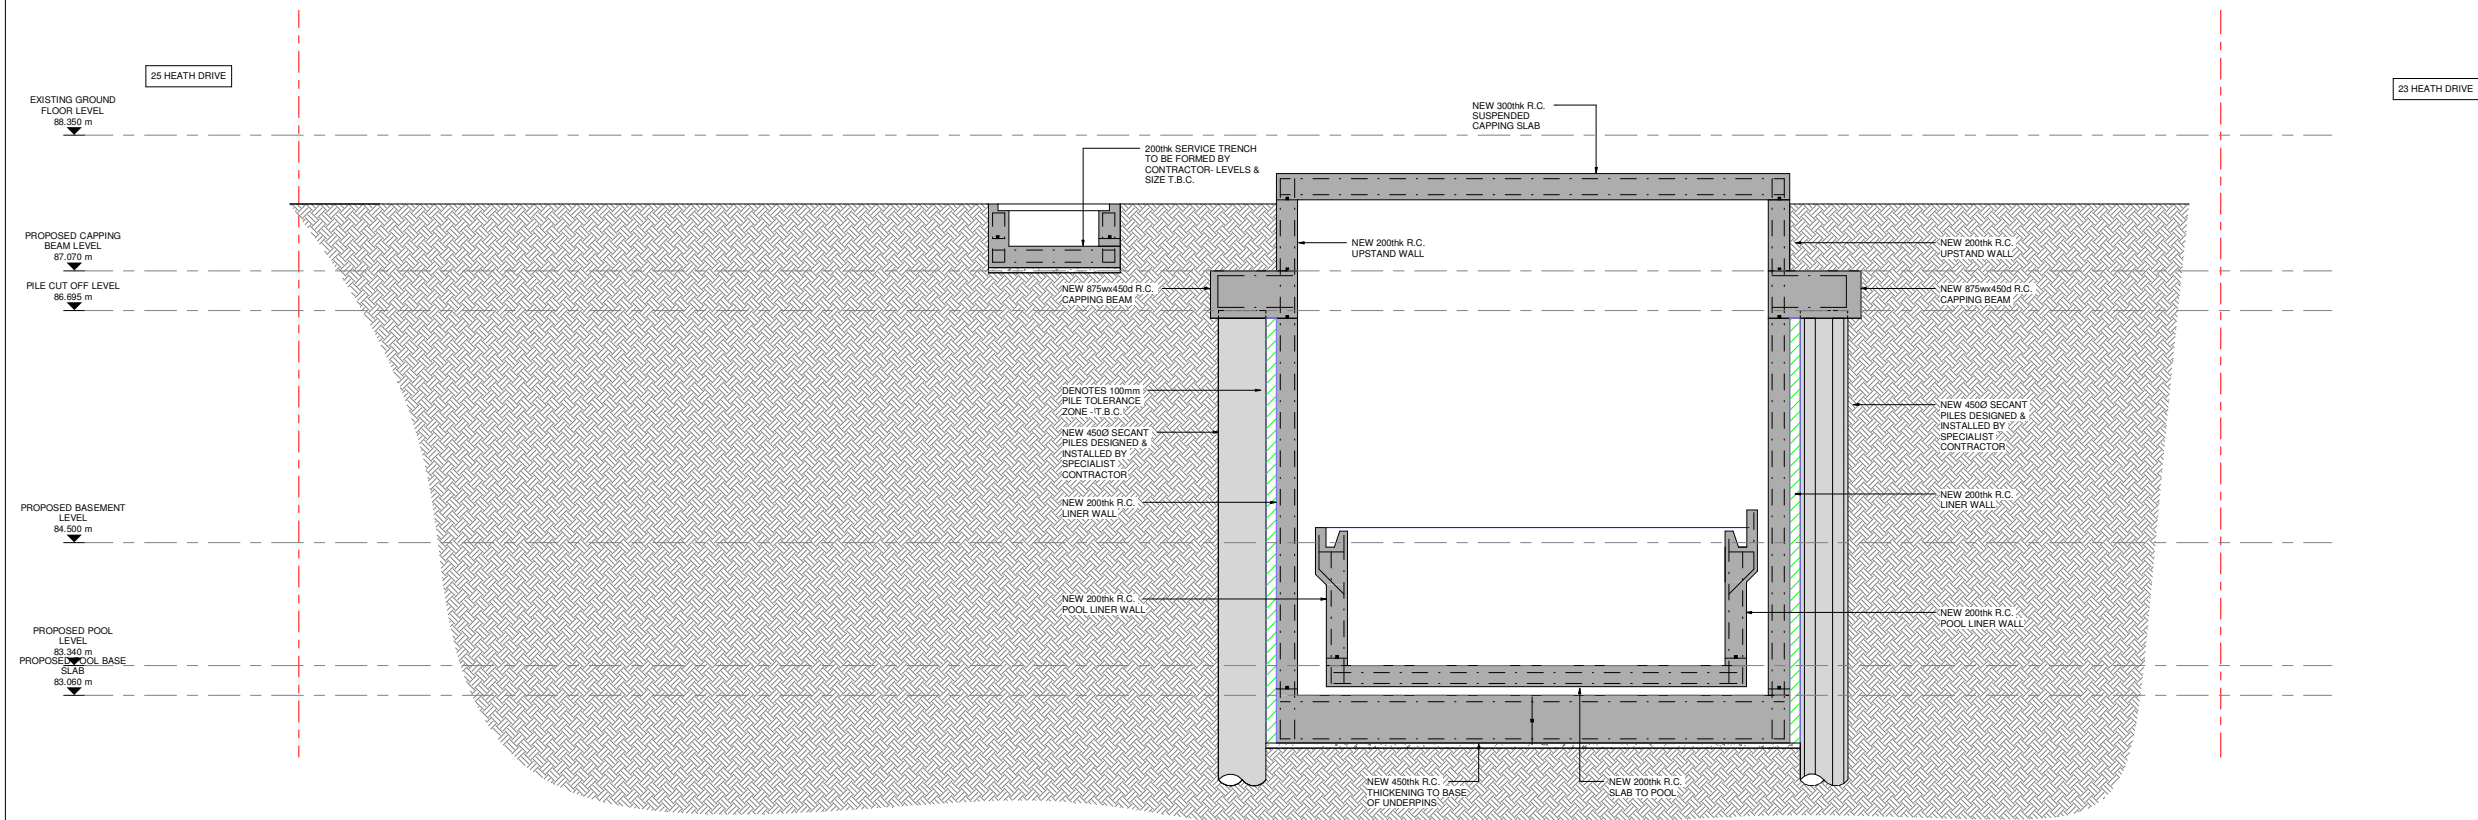 25 HEATH DRIVE
23 HEATH DRIVE
EXISTING GROUND
FLOOR LEVEL
88.350 m
PROPOSED CAPPING
BEAM LEVEL
87.070 m
PILE CUT OFF LEVEL
86.695 m
PROPOSED BASEMENT
LEVEL
84.500 m
PROPOSED POOL
LEVEL
83.340 m
PROPOSED POOL BASE
SLAB
83.060 m
200thk SERVICE TRENCH
TO BE FORMED BY
CONTRACTOR- LEVELS &
SIZE T.B.C.
NEW 300thk R.C.
SUSPENDED
CAPPING SLAB
NEW 200thk R.C.
UPSTAND WALL
NEW 200thk R.C.
UPSTAND WALL
NEW 875wx450d R.C.
CAPPING BEAM
NEW 875wx450d R.C.
CAPPING BEAM
DENOTES 100mm
PILE TOLERANCE
ZONE - T.B.C.
NEW 450Ø SECANT
PILES DESIGNED &
INSTALLED BY
SPECIALIST
CONTRACTOR
NEW 450Ø SECANT
PILES DESIGNED &
INSTALLED BY
SPECIALIST
CONTRACTOR
NEW 200thk R.C.
LINER WALL
NEW 200thk R.C.
LINER WALL
NEW 200thk R.C.
POOL LINER WALL
NEW 200thk R.C.
POOL LINER WALL
NEW 450thk R.C.
THICKENING TO BASE
OF UNDERPINS
NEW 200thk R.C.
SLAB TO POOL